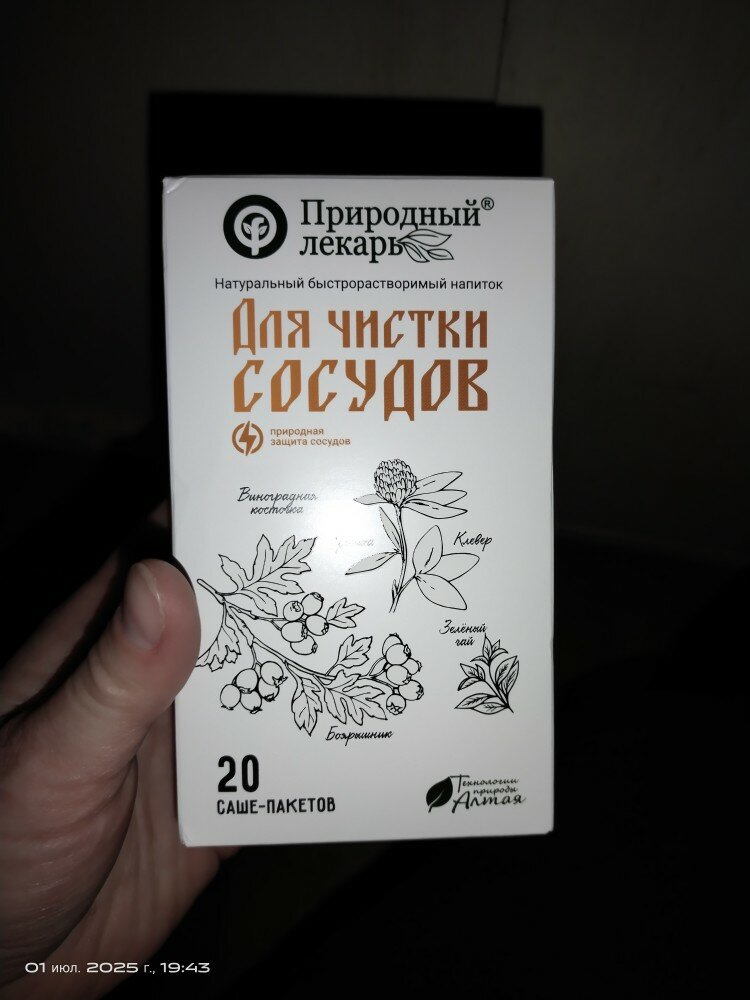 Природный®
лекарь
Натуральный быстрорастворимый напиток
Для чистки
сосудов
природная
защита сосудов
Виноградная
косточка
Клевер
Зелёный
чай
Боярышник
20
саше-пакетов
Технологии
природы
Алтая
01 июл. 2025 г., 19:43